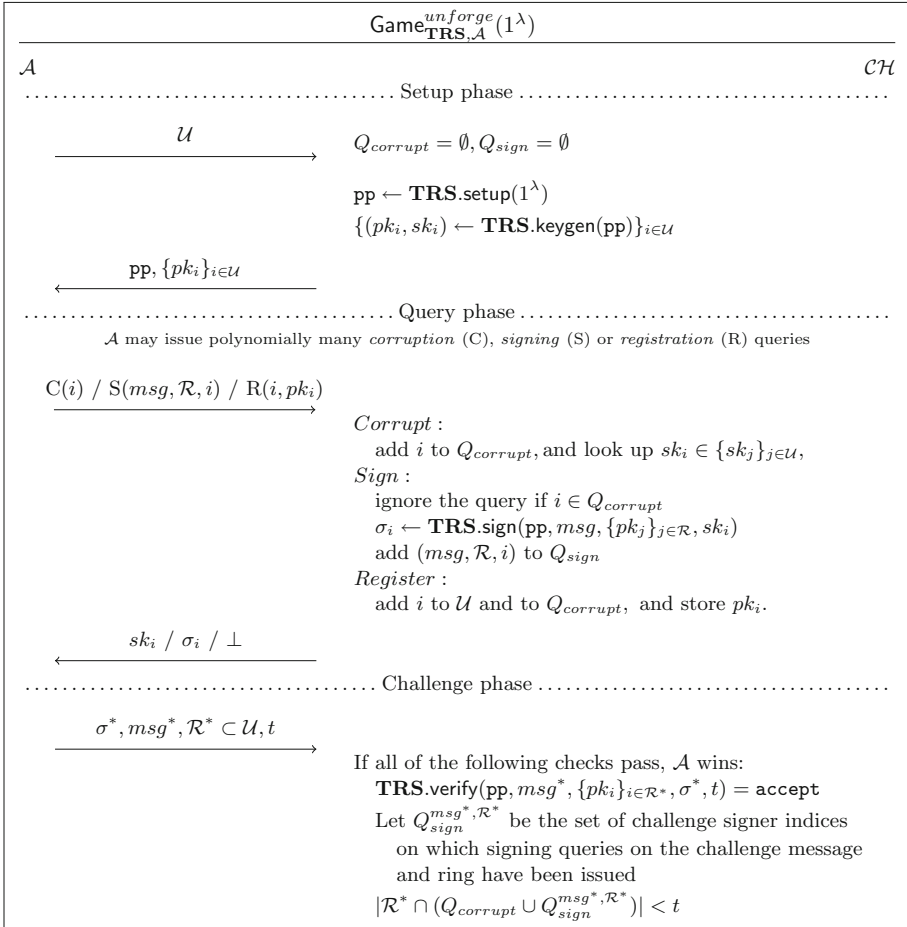 Game^{unforge}_{TRS,𝒜}(1^λ)
𝒜 𝒞ℋ
Setup phase
𝒰
Q_{corrupt} = ∅, Q_{sign} = ∅
pp ← TRS.setup(1^λ)
{(pk_i, sk_i) ← TRS.keygen(pp)}_{i∈𝒰}
pp, {pk_i}_{i∈𝒰}
Query phase
𝒜 may issue polynomially many corruption (C), signing (S) or registration (R) queries
C(i) / S(msg, ℛ, i) / R(i, pk_i)
Corrupt :
add i to Q_{corrupt}, and look up sk_i ∈ {sk_j}_{j∈𝒰},
Sign :
ignore the query if i ∈ Q_{corrupt}
σ_i ← TRS.sign(pp, msg, {pk_j}_{j∈ℛ}, sk_i)
add (msg, ℛ, i) to Q_{sign}
Register :
add i to 𝒰 and to Q_{corrupt}, and store pk_i.
sk_i / σ_i / ⊥
Challenge phase
σ^*, msg^*, ℛ^* ⊂ 𝒰, t
If all of the following checks pass, 𝒜 wins:
TRS.verify(pp, msg^*, {pk_i}_{i∈ℛ^*}, σ^*, t) = accept
Let Q^{msg^*,ℛ^*}_{sign} be the set of challenge signer indices
on which signing queries on the challenge message
and ring have been issued
|ℛ^* ∩ (Q_{corrupt} ∪ Q^{msg^*,ℛ^*}_{sign})| < t